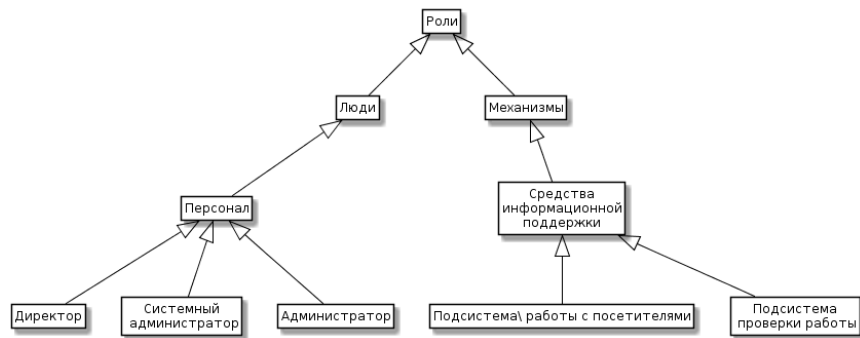 Роли
Люди
Механизмы
Персонал
Средства
информационной
поддержки
Директор
Системный
администратор
Администратор
Подсистема\ работы с посетителями
Подсистема
проверки работы